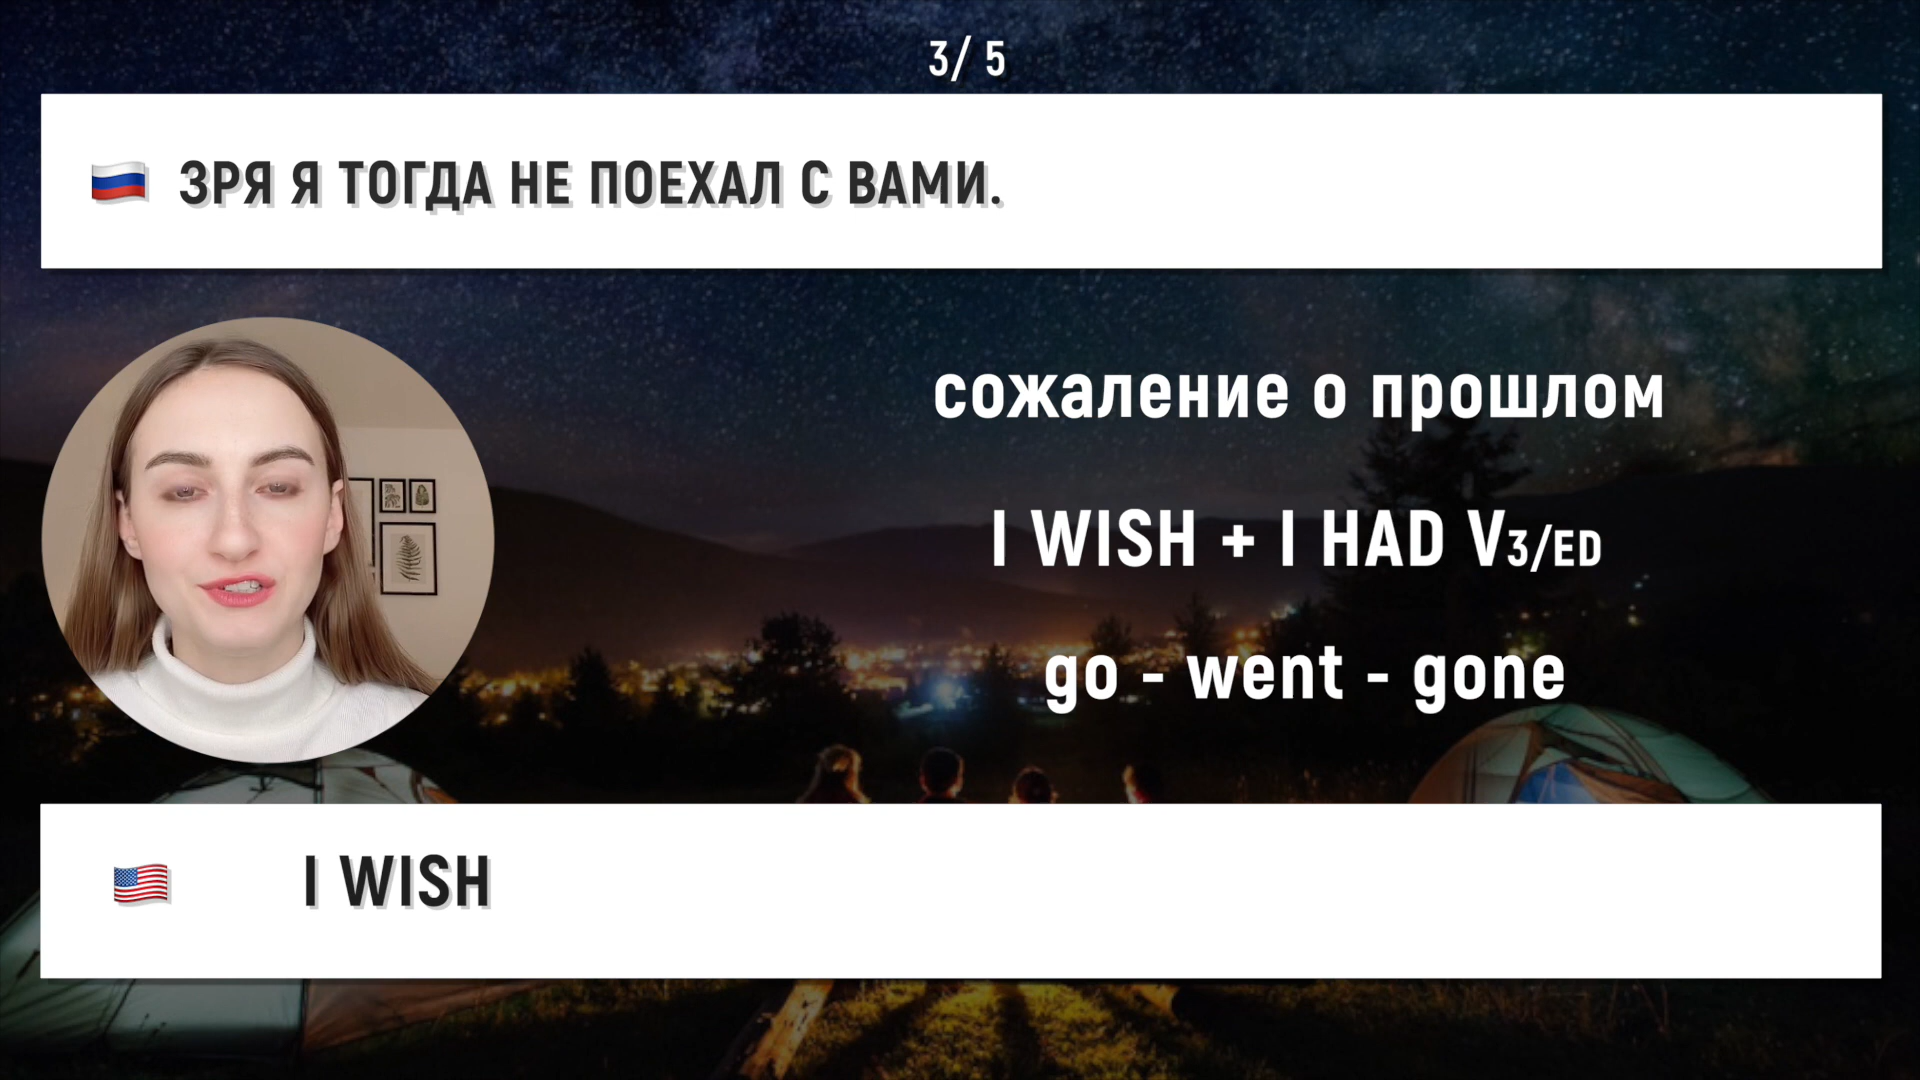 3/ 5
ЗРЯ Я ТОГДА НЕ ПОЕХАЛ С ВАМИ.
сожаление о прошлом
I WISH + I HAD V3/ED
go - went - gone
I WISH